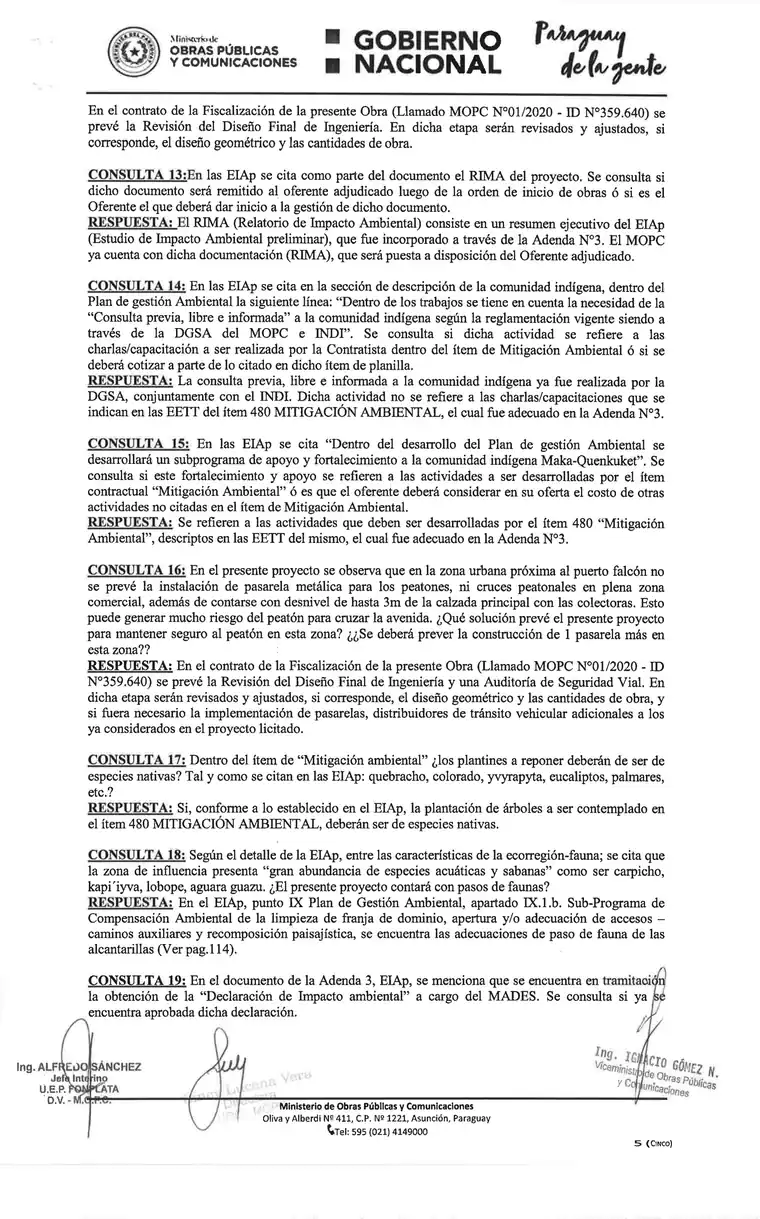 Ministerio de
OBRAS PÚBLICAS
Y COMUNICACIONES
GOBIERNO
NACIONAL
Paraguay
de la gente
En el contrato de la Fiscalización de la presente Obra (Llamado MOPC N°01/2020 - ID N°359.640) se
prevé la Revisión del Diseño Final de Ingeniería. En dicha etapa serán revisados y ajustados, si
corresponde, el diseño geométrico y las cantidades de obra.
CONSULTA 13:En las EIAp se cita como parte del documento el RIMA del proyecto. Se consulta si
dicho documento será remitido al oferente adjudicado luego de la orden de inicio de obras ó si es el
Oferente el que deberá dar inicio a la gestión de dicho documento.
RESPUESTA: El RIMA (Relatorio de Impacto Ambiental) consiste en un resumen ejecutivo del EIAp
(Estudio de Impacto Ambiental preliminar), que fue incorporado a través de la Adenda N°3. El MOPC
ya cuenta con dicha documentación (RIMA), que será puesta a disposición del Oferente adjudicado.
CONSULTA 14: En las EIAp se cita en la sección de descripción de la comunidad indígena, dentro del
Plan de gestión Ambiental la siguiente línea: “Dentro de los trabajos se tiene en cuenta la necesidad de la
“Consulta previa, libre e informada” a la comunidad indígena según la reglamentación vigente siendo a
través de la DGSA del MOPC e INDI”. Se consulta si dicha actividad se refiere a las
charlas/capacitación a ser realizada por la Contratista dentro del ítem de Mitigación Ambiental ó si se
deberá cotizar a parte de lo citado en dicho ítem de planilla.
RESPUESTA: La consulta previa, libre e informada a la comunidad indígena ya fue realizada por la
DGSA, conjuntamente con el INDI. Dicha actividad no se refiere a las charlas/capacitaciones que se
indican en las EETT del ítem 480 MITIGACIÓN AMBIENTAL, el cual fue adecuado en la Adenda N°3.
CONSULTA 15: En las EIAp se cita “Dentro del desarrollo del Plan de gestión Ambiental se
desarrollará un subprograma de apoyo y fortalecimiento a la comunidad indígena Maka-Quenkuket”. Se
consulta si este fortalecimiento y apoyo se refieren a las actividades a ser desarrolladas por el ítem
contractual “Mitigación Ambiental” ó es que el oferente deberá considerar en su oferta el costo de otras
actividades no citadas en el ítem de Mitigación Ambiental.
RESPUESTA: Se refieren a las actividades que deben ser desarrolladas por el ítem 480 “Mitigación
Ambiental”, descriptos en las EETT del mismo, el cual fue adecuado en la Adenda N°3.
CONSULTA 16: En el presente proyecto se observa que en la zona urbana próxima al puerto falcón no
se prevé la instalación de pasarela metálica para los peatones, ni cruces peatonales en plena zona
comercial, además de contarse con desnivel de hasta 3m de la calzada principal con las colectoras. Esto
puede generar mucho riesgo del peatón para cruzar la avenida. ¿Qué solución prevé el presente proyecto
para mantener seguro al peatón en esta zona? ¿¿Se deberá prever la construcción de 1 pasarela más en
esta zona??
RESPUESTA: En el contrato de la Fiscalización de la presente Obra (Llamado MOPC N°01/2020 - ID
N°359.640) se prevé la Revisión del Diseño Final de Ingeniería y una Auditoría de Seguridad Vial. En
dicha etapa serán revisados y ajustados, si corresponde, el diseño geométrico y las cantidades de obra, y
si fuera necesario la implementación de pasarelas, distribuidores de tránsito vehicular adicionales a los
ya considerados en el proyecto licitado.
CONSULTA 17: Dentro del ítem de “Mitigación ambiental” ¿los plantines a reponer deberán de ser de
especies nativas? Tal y como se citan en las EIAp: quebracho, colorado, yvyrapyta, eucaliptos, palmares,
etc.?
RESPUESTA: Si, conforme a lo establecido en el EIAp, la plantación de árboles a ser contemplado en
el ítem 480 MITIGACIÓN AMBIENTAL, deberán ser de especies nativas.
CONSULTA 18: Según el detalle de la EIAp, entre las características de la ecorregión-fauna; se cita que
la zona de influencia presenta “gran abundancia de especies acuáticas y sabanas” como ser carpicho,
kapi´iyva, lobope, aguara guazu. ¿El presente proyecto contará con pasos de faunas?
RESPUESTA: En el EIAp, punto IX Plan de Gestión Ambiental, apartado IX.1.b. Sub-Programa de
Compensación Ambiental de la limpieza de franja de dominio, apertura y/o adecuación de accesos –
caminos auxiliares y recomposición paisajística, se encuentra las adecuaciones de paso de fauna de las
alcantarillas (Ver pag.114).
CONSULTA 19: En el documento de la Adenda 3, EIAp, se menciona que se encuentra en tramitación
la obtención de la “Declaración de Impacto ambiental” a cargo del MADES. Se consulta si ya se
encuentra aprobada dicha declaración.
Ing. ALFREDO SÁNCHEZ
Jefe Interino
U.E.P. FONPLATA
D.V. - M.O.P.C.
Vera
Ing. IGNACIO GÓMEZ N.
Viceministro de Obras Públicas
y Comunicaciones
Ministerio de Obras Públicas y Comunicaciones
Oliva y Alberdi Nº 411, C.P. Nº 1221, Asunción, Paraguay
Tel: 595 (021) 4149000
5 (CINCO)